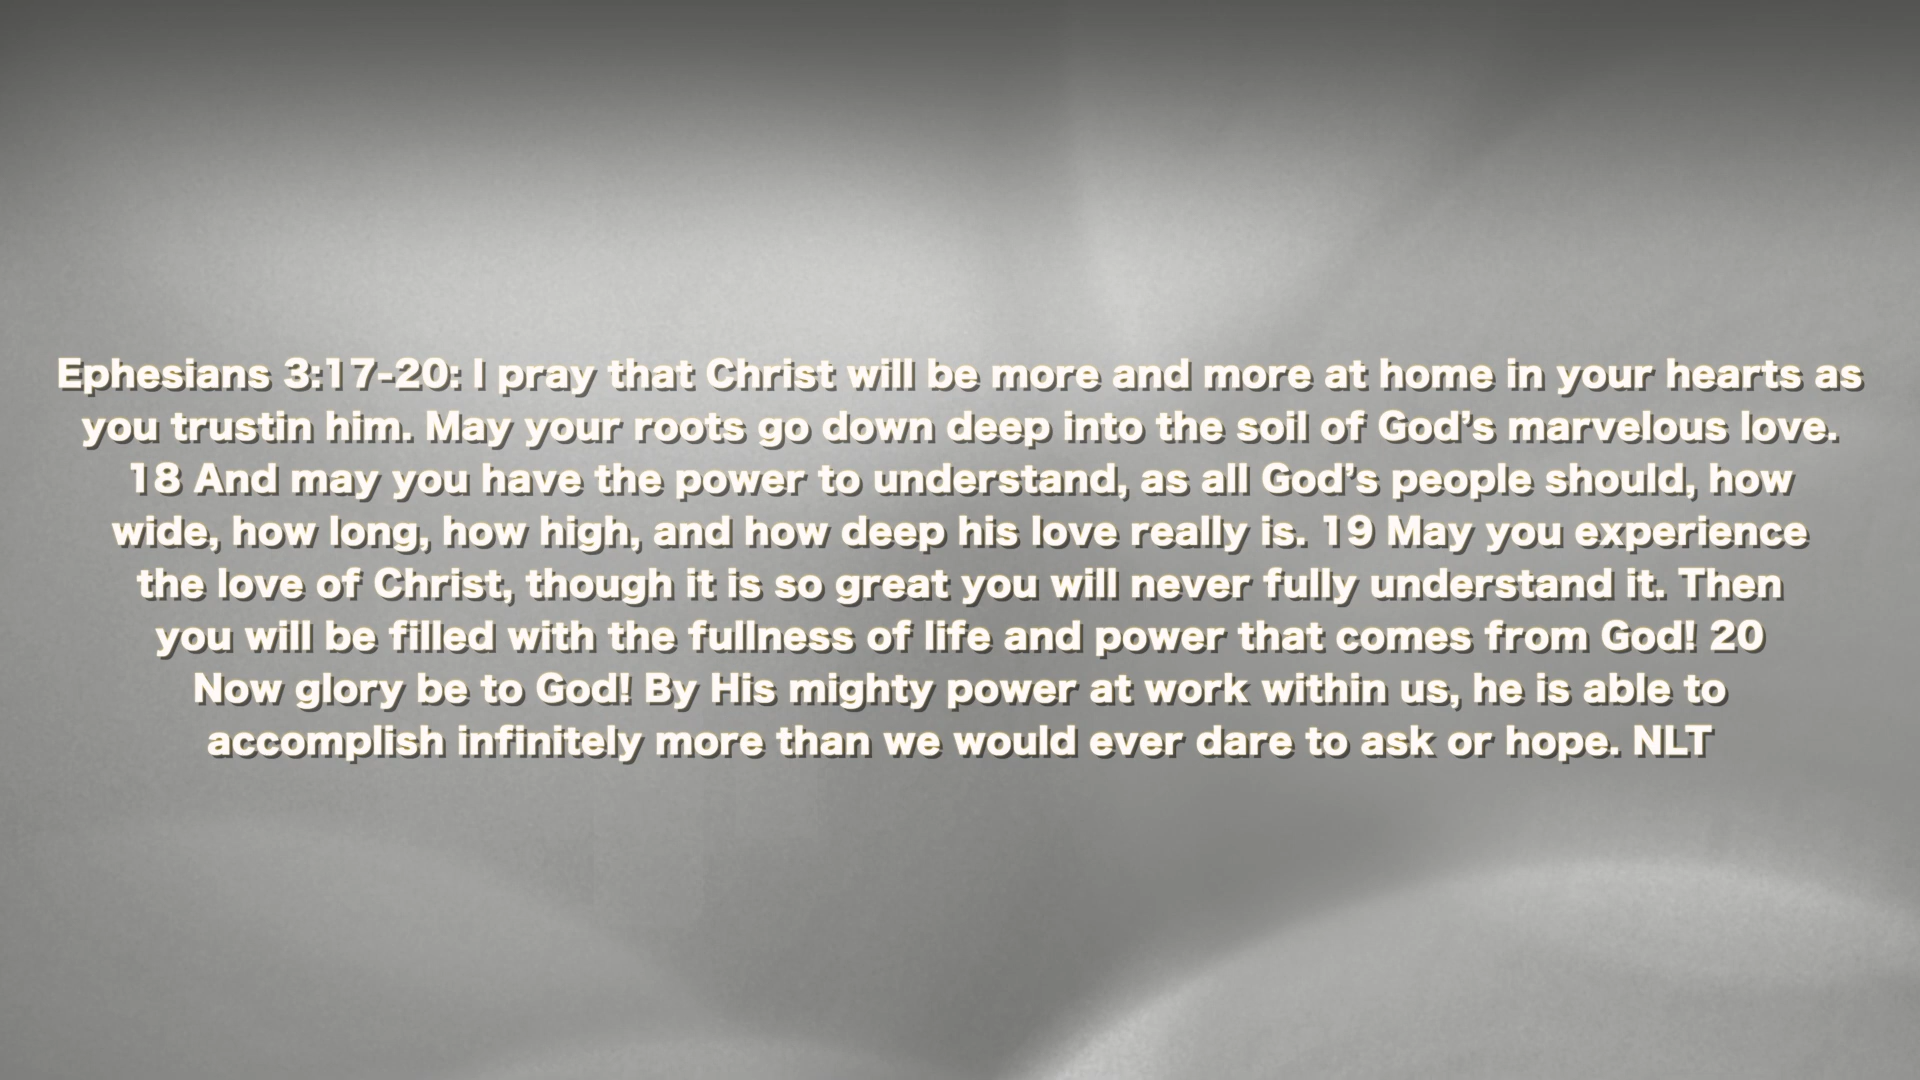 Ephesians 3:17-20: I pray that Christ will be more and more at home in your hearts as
you trustin him. May your roots go down deep into the soil of God’s marvelous love.
18 And may you have the power to understand, as all God’s people should, how
wide, how long, how high, and how deep his love really is. 19 May you experience
the love of Christ, though it is so great you will never fully understand it. Then
you will be filled with the fullness of life and power that comes from God! 20
Now glory be to God! By His mighty power at work within us, he is able to
accomplish infinitely more than we would ever dare to ask or hope. NLT